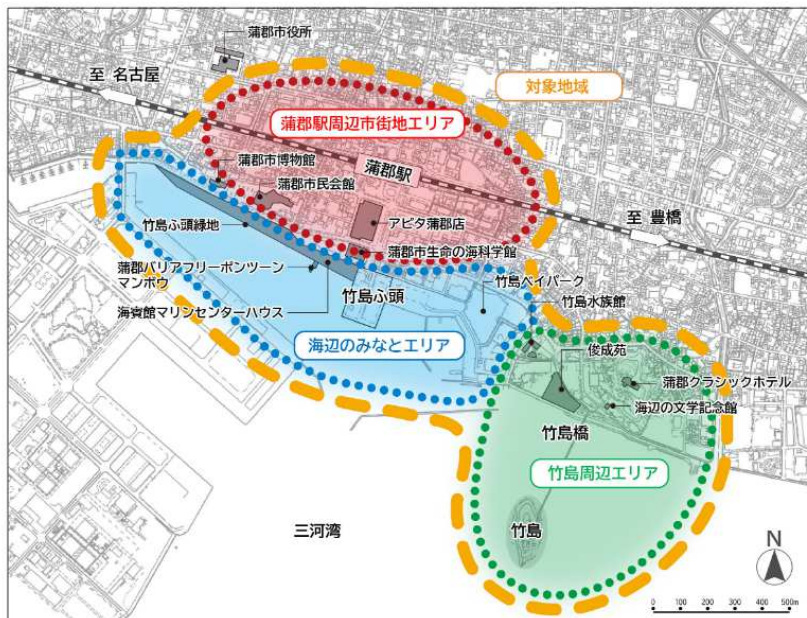 蒲郡市役所
至 名古屋
対象地域
蒲郡駅周辺市街地エリア
蒲郡市博物館
蒲郡駅
蒲郡市民会館
至 豊橋
アピタ蒲郡店
竹島ふ頭緑地
蒲郡市生命の海科学館
蒲郡バリアフリーポンツーン
マンボウ
竹島ベイパーク
竹島ふ頭
竹島水族館
海賓館マリンセンターハウス
海辺のみなとエリア
俊成苑
蒲郡クラシックホテル
海辺の文学記念館
竹島橋
竹島周辺エリア
三河湾
竹島
N
0 100 200 300 400 500m